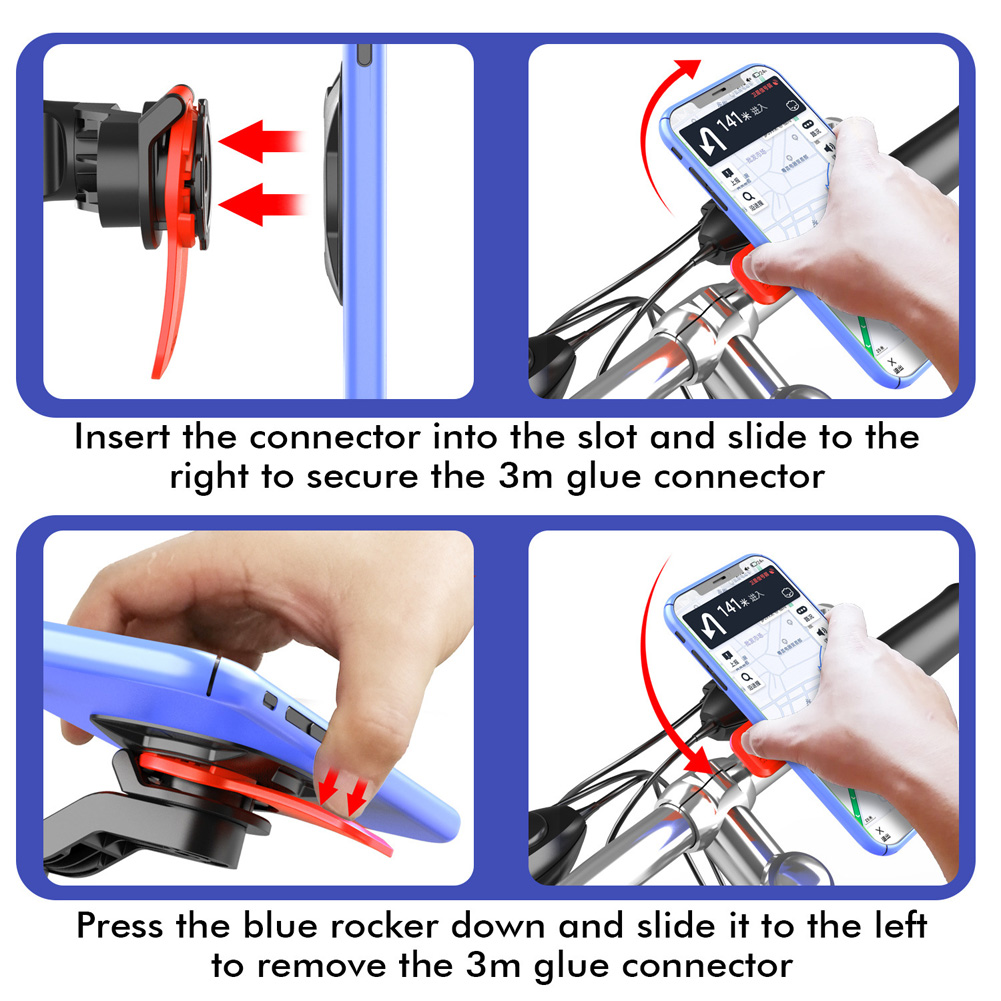 141米 进入
Insert the connector into the slot and slide to the
right to secure the 3m glue connector
141米 进入
Press the blue rocker down and slide it to the left
to remove the 3m glue connector